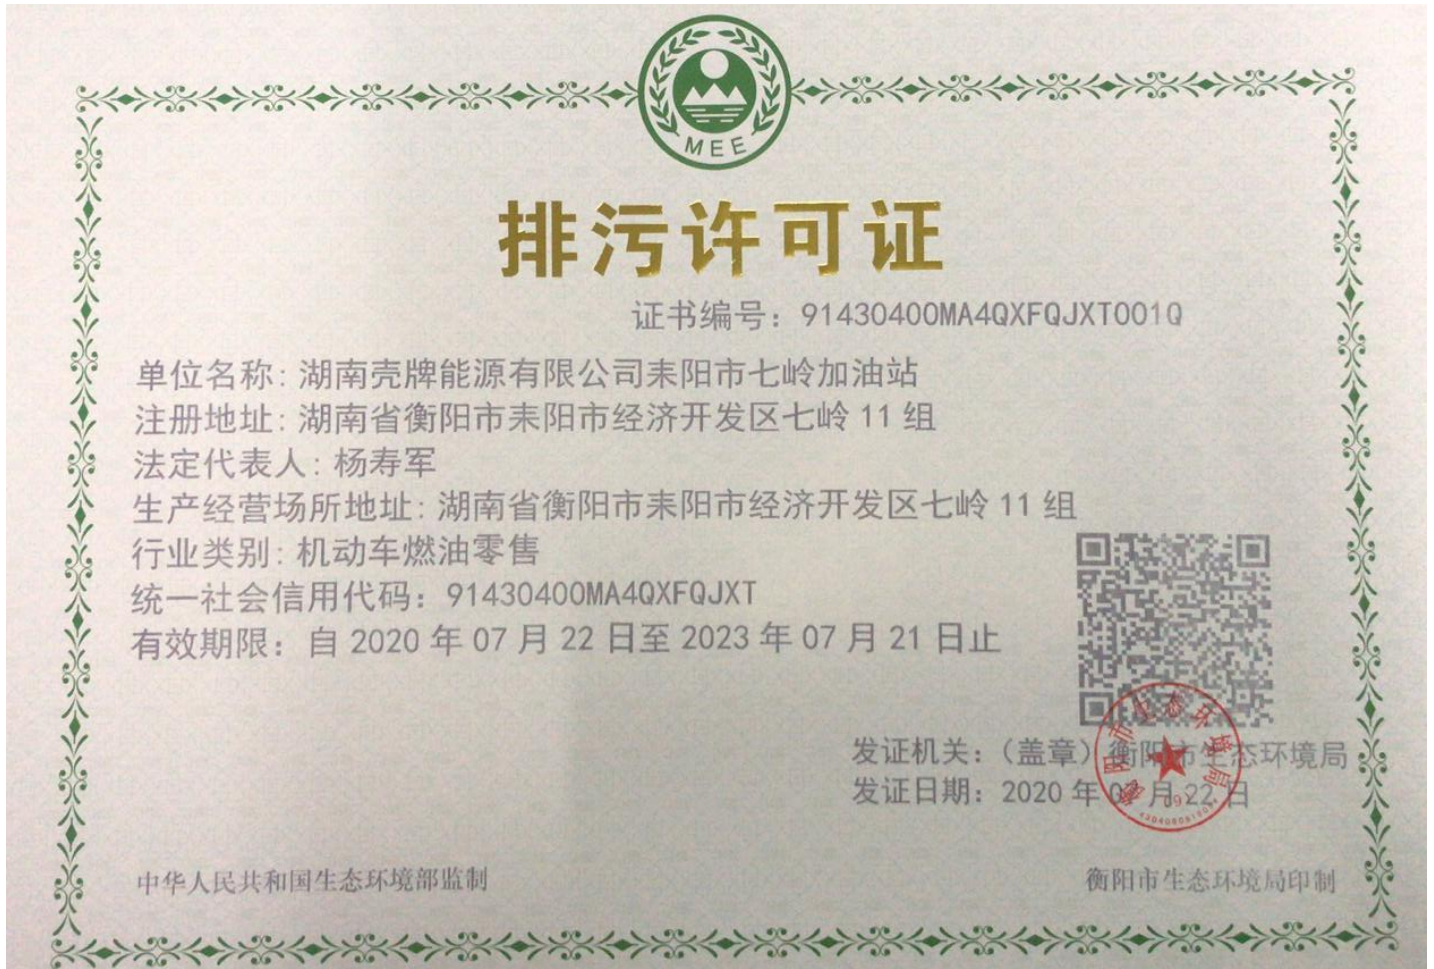 MEE
排污许可证
证书编号：91430400MA4QXFQJXT001Q
单位名称：湖南壳牌能源有限公司耒阳市七岭加油站
注册地址：湖南省衡阳市耒阳市经济开发区七岭 11 组
法定代表人：杨寿军
生产经营场所地址：湖南省衡阳市耒阳市经济开发区七岭 11 组
行业类别：机动车燃油零售
统一社会信用代码：91430400MA4QXFQJXT
有效期限：自 2020 年 07 月 22 日至 2023 年 07 月 21 日止
发证机关：（盖章）衡阳市生态环境局
发证日期：2020 年 07 月 22 日
衡阳市生态环境局
中华人民共和国生态环境部监制
衡阳市生态环境局印制